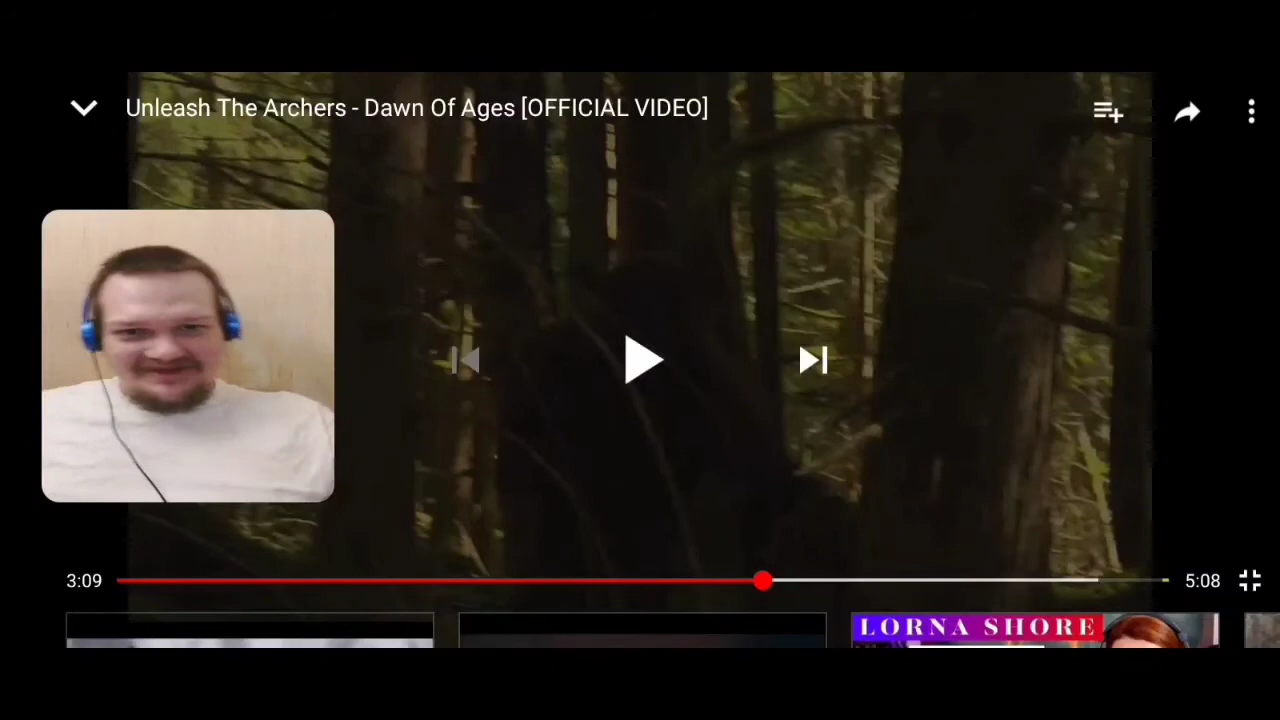 Unleash The Archers - Dawn Of Ages [OFFICIAL VIDEO]
3:09
5:08
LORNA SHORE